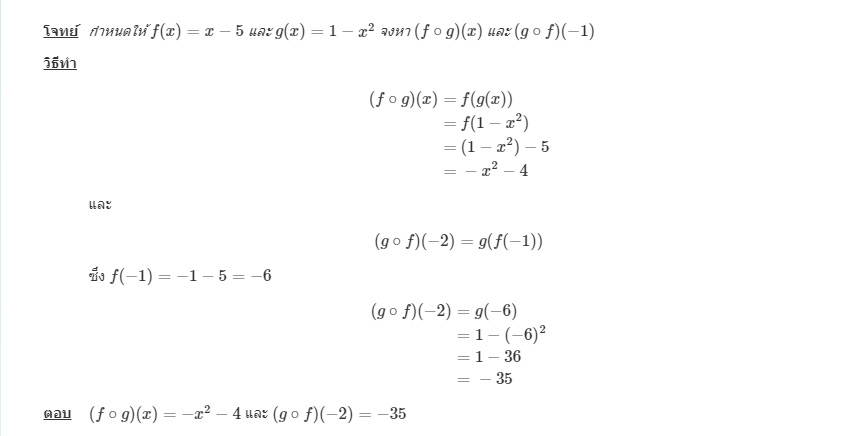 โจทย์ กำหนดให้ f(x) = x − 5 และ g(x) = 1 − x² จงหา (f ∘ g)(x) และ (g ∘ f)(−1)
วิธีทำ
(f ∘ g)(x) = f(g(x))
= f(1 − x²)
= (1 − x²) − 5
= − x² − 4
และ
(g ∘ f)(−2) = g(f(−1))
ซึ่ง f(−1) = −1 − 5 = −6
(g ∘ f)(−2) = g(−6)
= 1 − (−6)²
= 1 − 36
= − 35
ตอบ (f ∘ g)(x) = −x² − 4 และ (g ∘ f)(−2) = −35